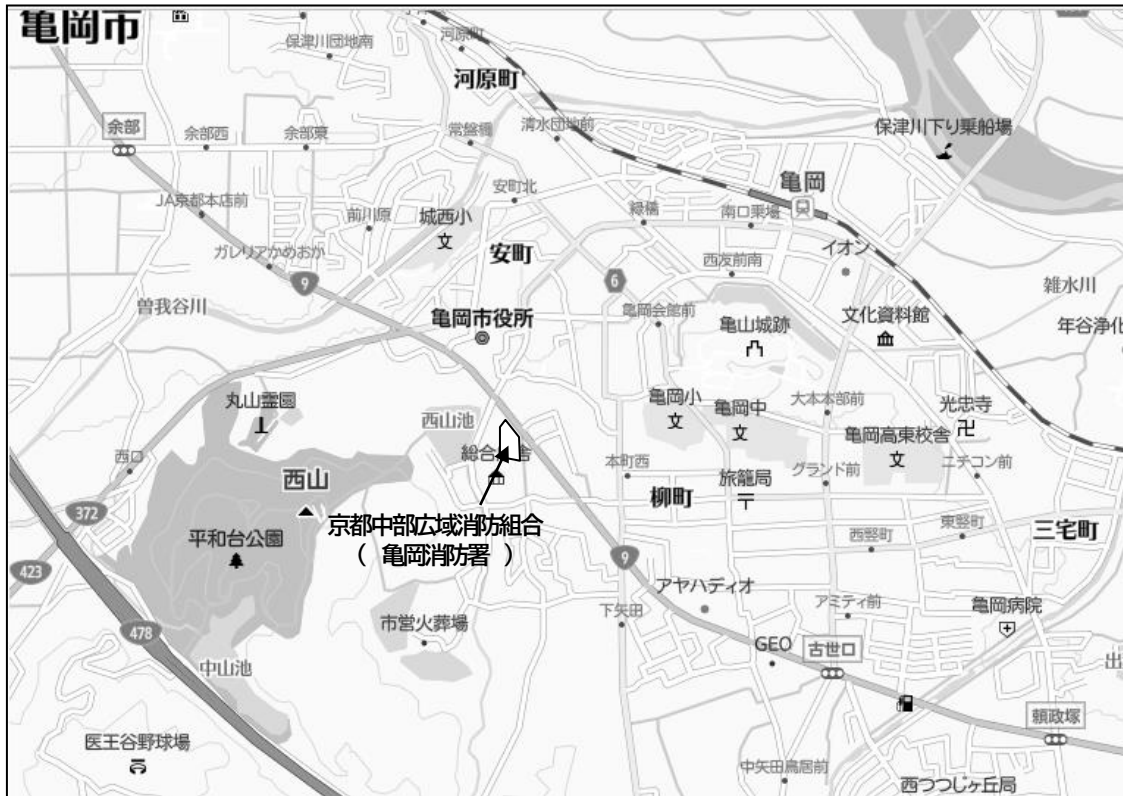 亀岡市
保津川団地南
河原町
河原町
余部
余部西
余部東
常盤橋
清水団地前
保津川下り乗船場
亀岡
JA京都本店前
前川原
城西小
文
安町北
緑橋
南口乗場
イオン
ガレリアかめおか
安町
6
西友前南
雑水川
9
曽我谷川
亀岡市役所
亀岡会館前
亀山城跡
文化資料館
年谷浄化
丸山霊園
西山池
亀岡小
文
亀岡中
文
大本本部前
光忠寺
亀岡高東校舎
文
西口
西山
本町西
旅籠局
グランド前
ニチコン前
372
京都中部広域消防組合
（ 亀岡消防署 ）
柳町
西竪町
東竪町
三宅町
平和台公園
423
9
アヤハディオ
478
市営火葬場
下矢田
アミティ前
亀岡病院
中山池
GEO
古世口
出
頼政塚
医王谷野球場
中矢田鳥居前
西つつじヶ丘局